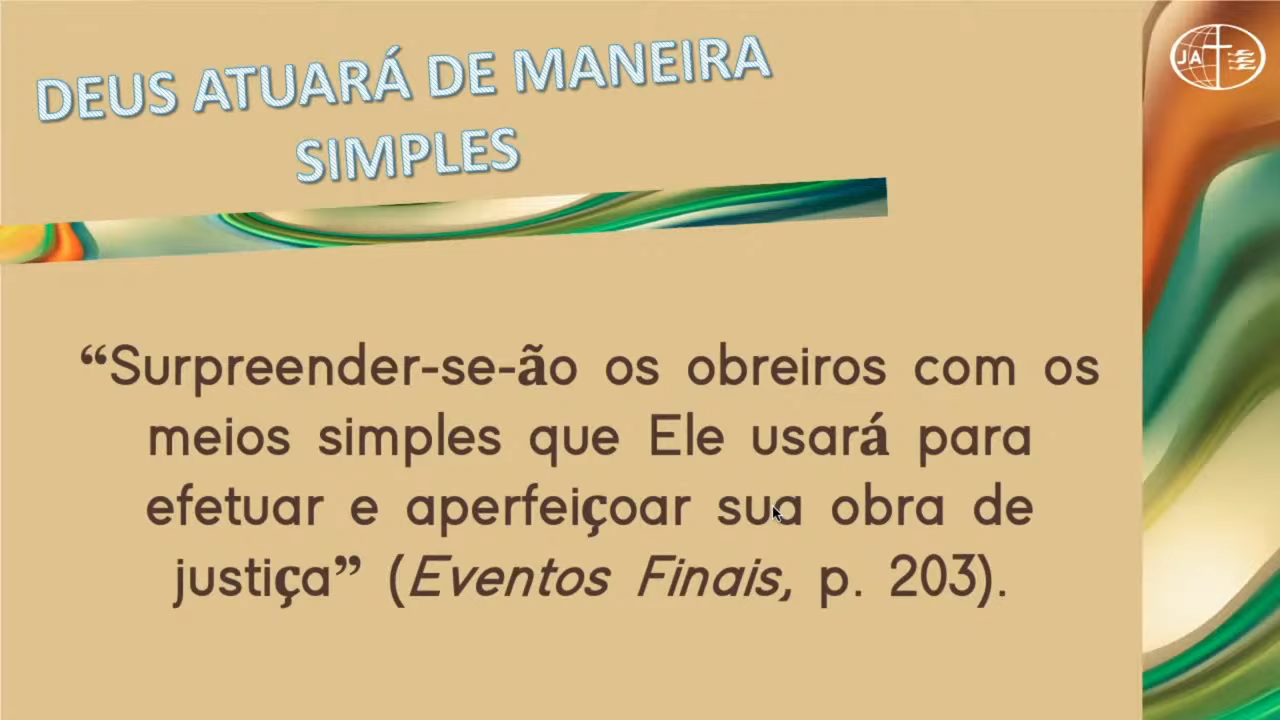 DEUS ATUARÁ DE MANEIRA
SIMPLES
JA
“Surpreender-se-ão os obreiros com os
meios simples que Ele usará para
efetuar e aperfeiçoar sua obra de
justiça” (Eventos Finais, p. 203).